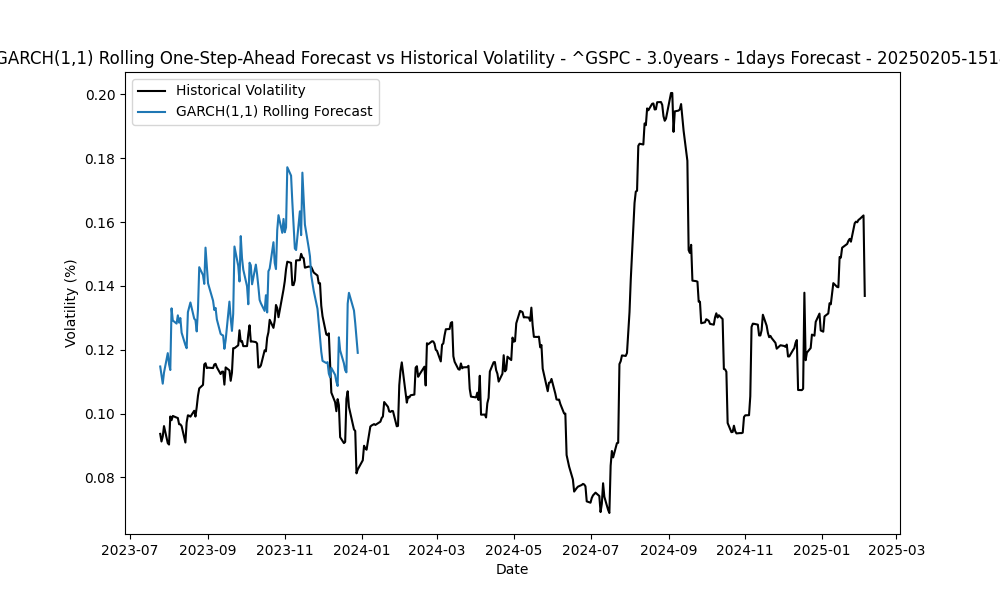 GARCH(1,1) Rolling One-Step-Ahead Forecast vs Historical Volatility - ^GSPC - 3.0years - 1days Forecast - 20250205-151
Historical Volatility
GARCH(1,1) Rolling Forecast
0.20
0.18
0.16
0.14
0.12
0.10
0.08
Volatility (%)
2023-07 2023-09 2023-11 2024-01 2024-03 2024-05 2024-07 2024-09 2024-11 2025-01 2025-03
Date